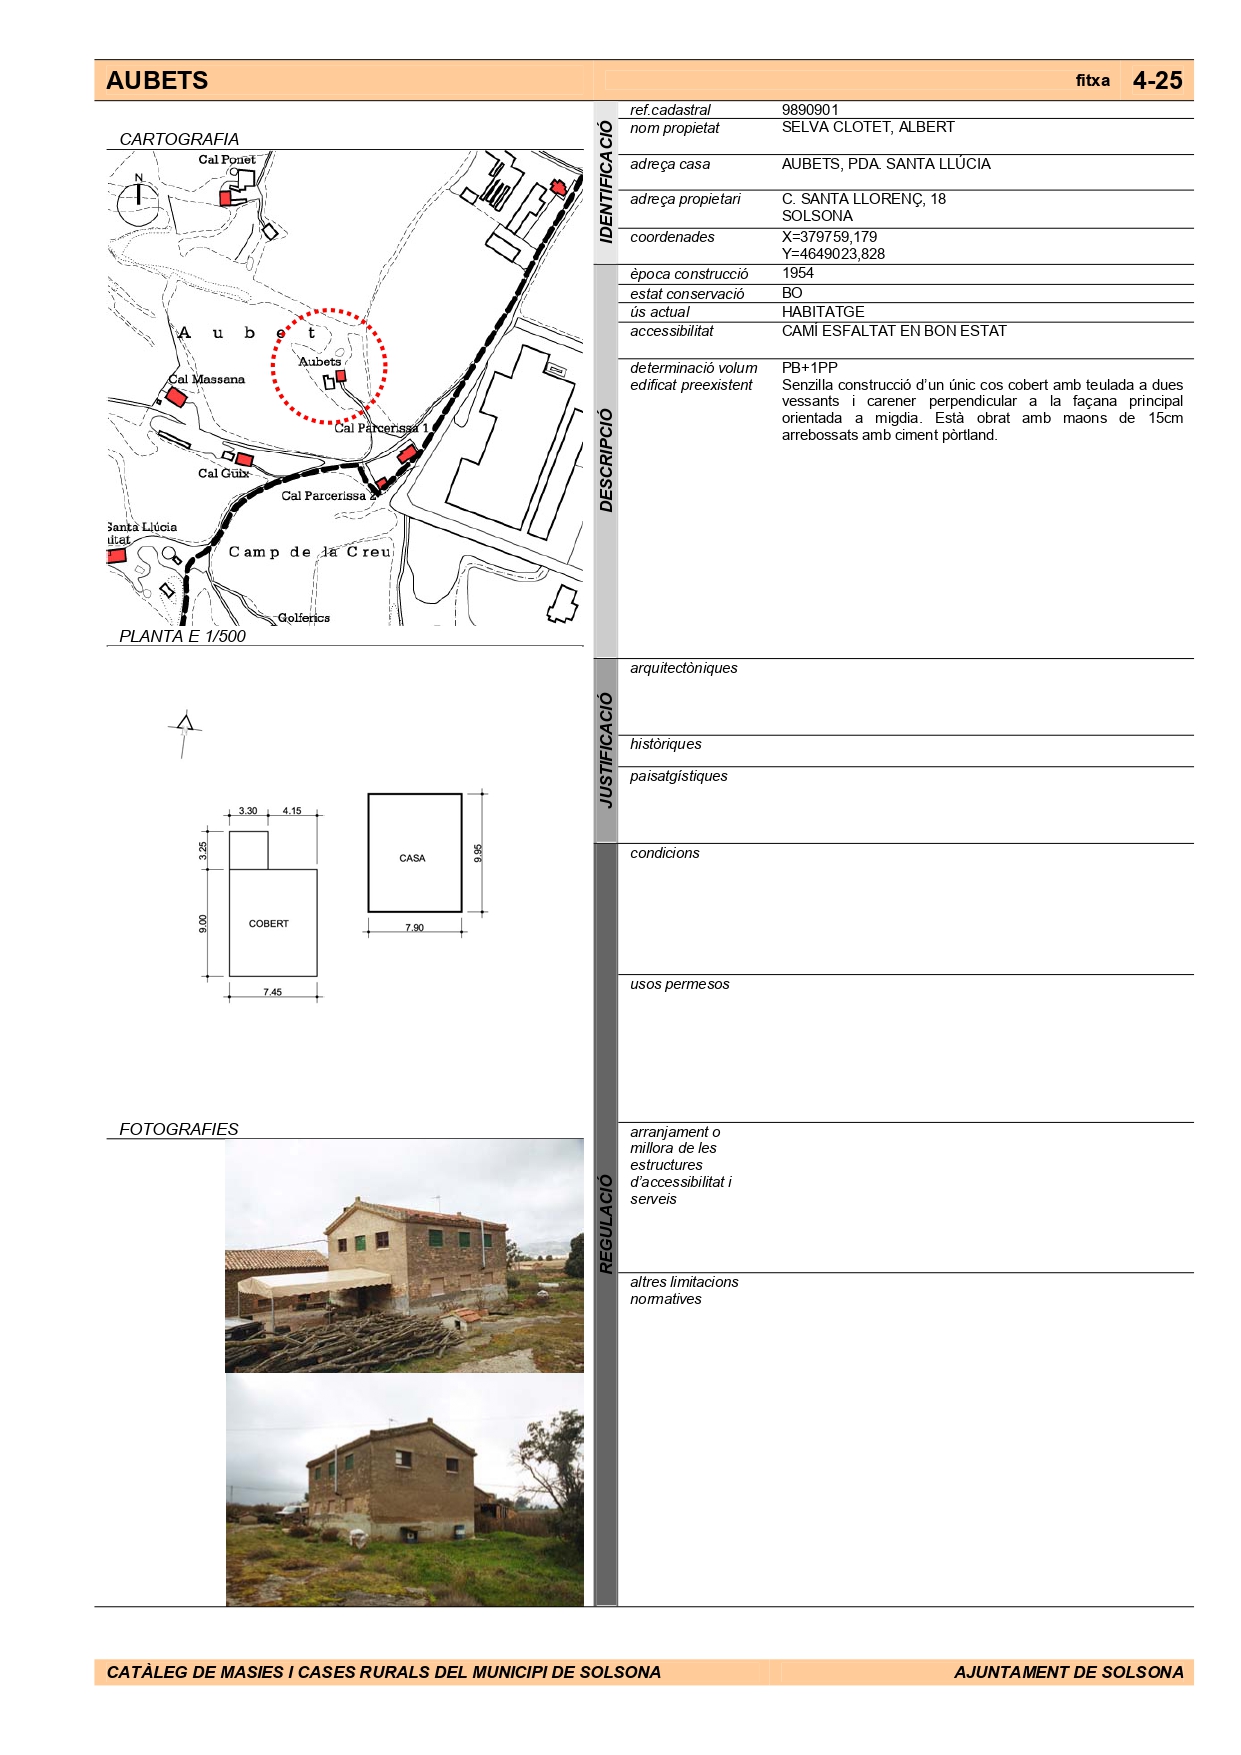 AUBETS
fitxa 4-25
CARTOGRAFIA
Cal Ponet
N
A u b e t
Aubets
Cal Massana
Cal Parcerissa 1
Cal Guix
Cal Parcerissa 2
Santa Llúcia
Camp de la Creu
Golferics
PLANTA E 1/500
3.30 4.15
3.25
9.00
COBERT
7.45
CASA
9.95
7.90
FOTOGRAFIES
IDENTIFICACIÓ
ref.cadastral 9890901
nom propietat SELVA CLOTET, ALBERT
adreça casa AUBETS, PDA. SANTA LLÚCIA
adreça propietari C. SANTA LLORENÇ, 18
SOLSONA
coordenades X=379759,179
Y=4649023,828
DESCRIPCIÓ
època construcció 1954
estat conservació BO
ús actual HABITATGE
accessibilitat CAMÍ ESFALTAT EN BON ESTAT
determinació volum PB+1PP
edificat preexistent Senzilla construcció d'un únic cos cobert amb teulada a dues
vessants i carener perpendicular a la façana principal
orientada a migdia. Està obrat amb maons de 15cm
arrebossats amb ciment pòrtland.
JUSTIFICACIÓ
arquitectòniques
històriques
paisatgístiques
REGULACIÓ
condicions
usos permesos
arranjament o
millora de les
estructures
d'accessibilitat i
serveis
altres limitacions
normatives
CATÀLEG DE MASIES I CASES RURALS DEL MUNICIPI DE SOLSONA AJUNTAMENT DE SOLSONA